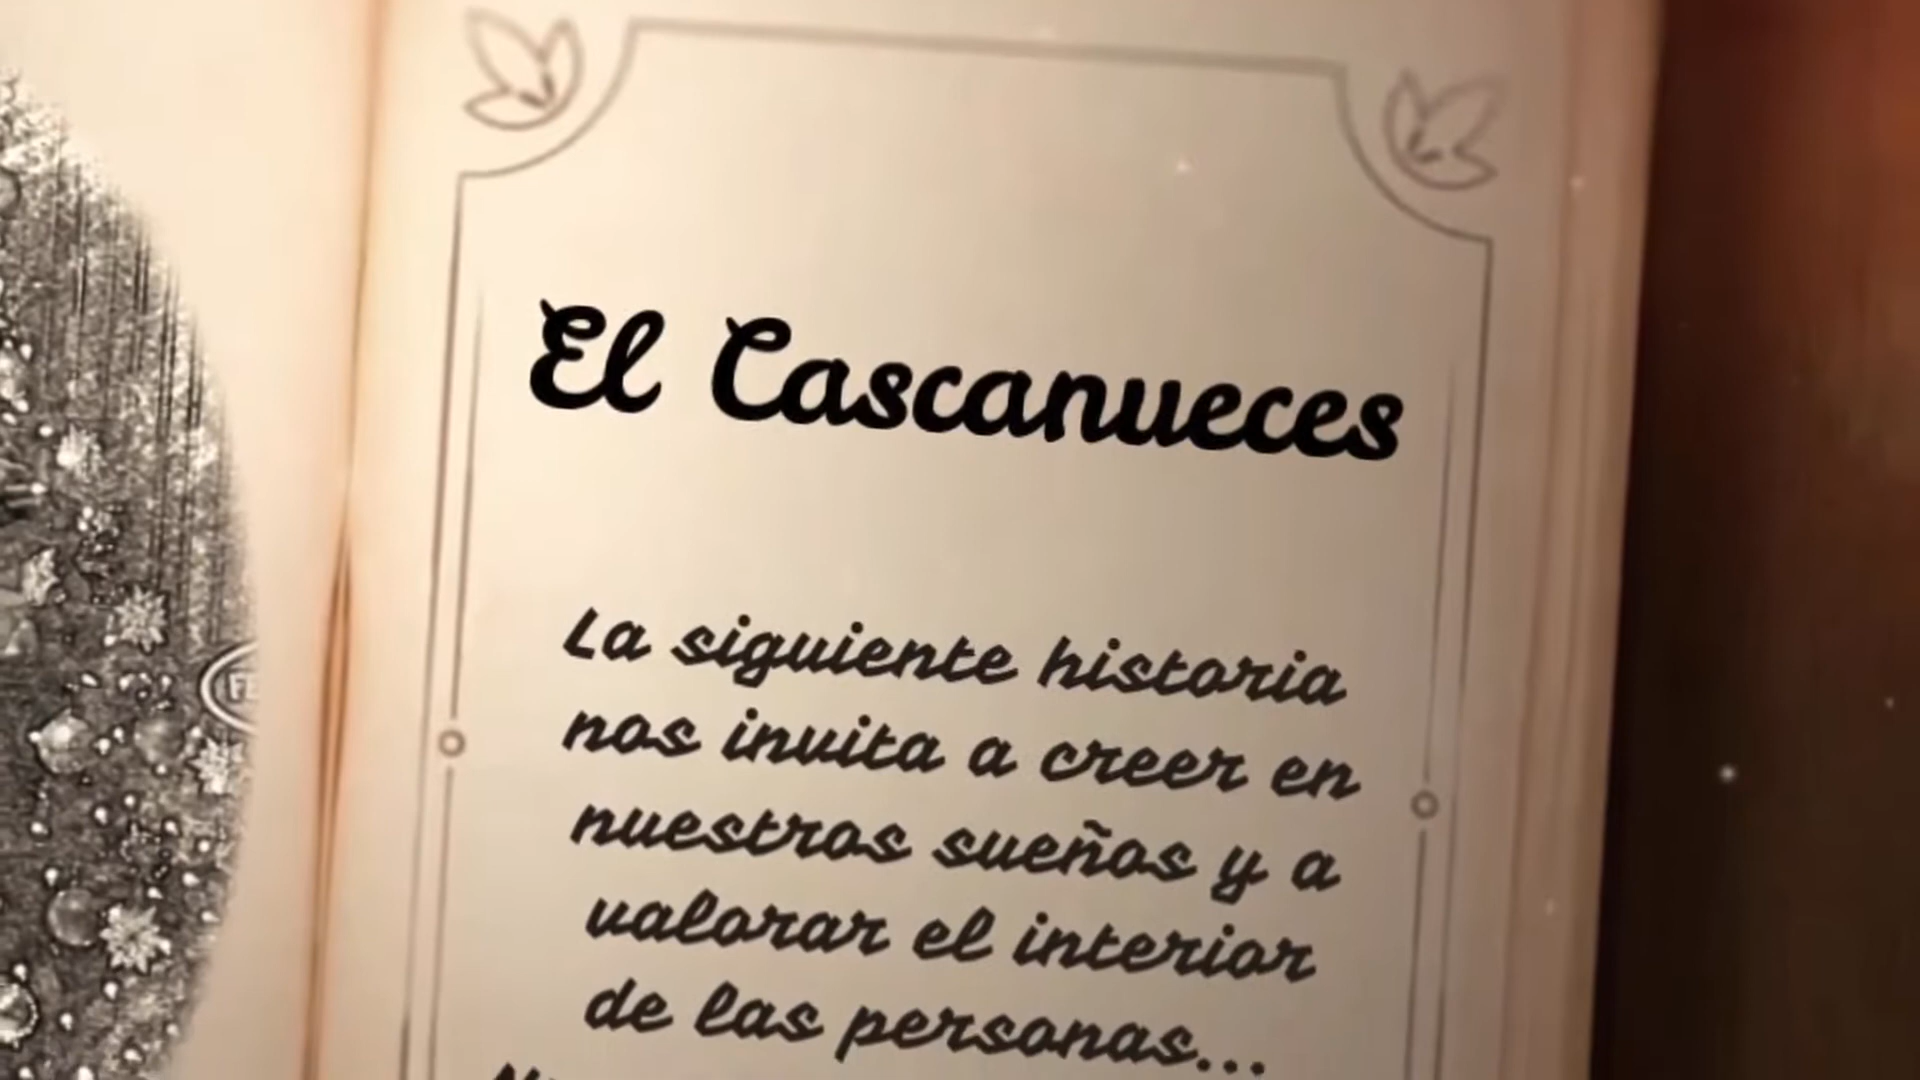 El Cascanueces
La siguiente historia
nos invita a creer en
nuestros sueños y a
valorar el interior
de las personas...